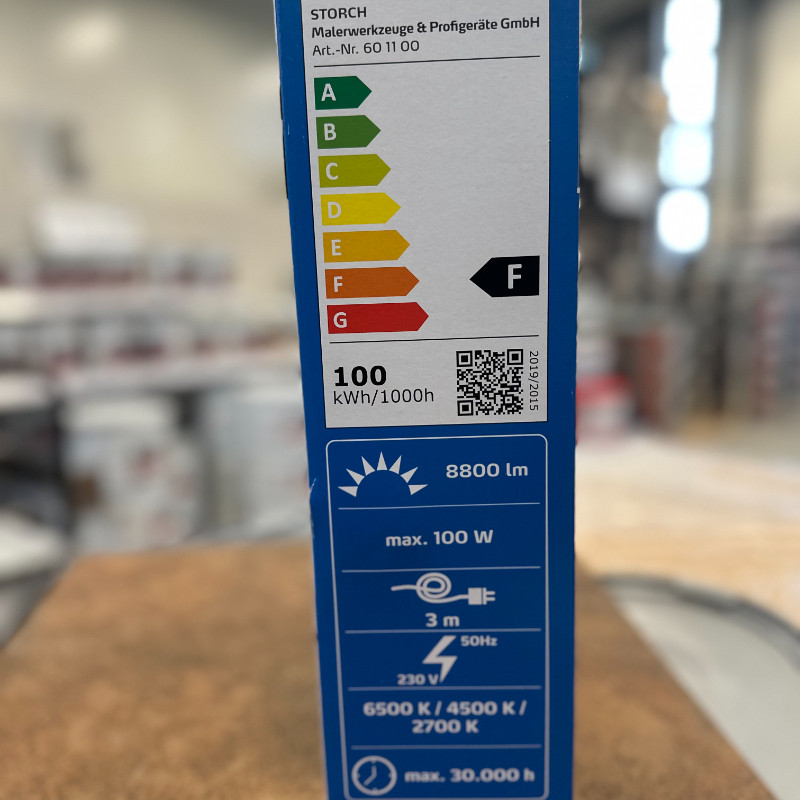 STORCH
Malerwerkzeuge & Profigeräte GmbH
Art.-Nr. 60 11 00
A
B
C
D
E
F
F
G
100
kWh/1000h
2019/2015
8800 lm
max. 100 W
3 m
50Hz
230 V
6500 K / 4500 K /
2700 K
max. 30.000 h